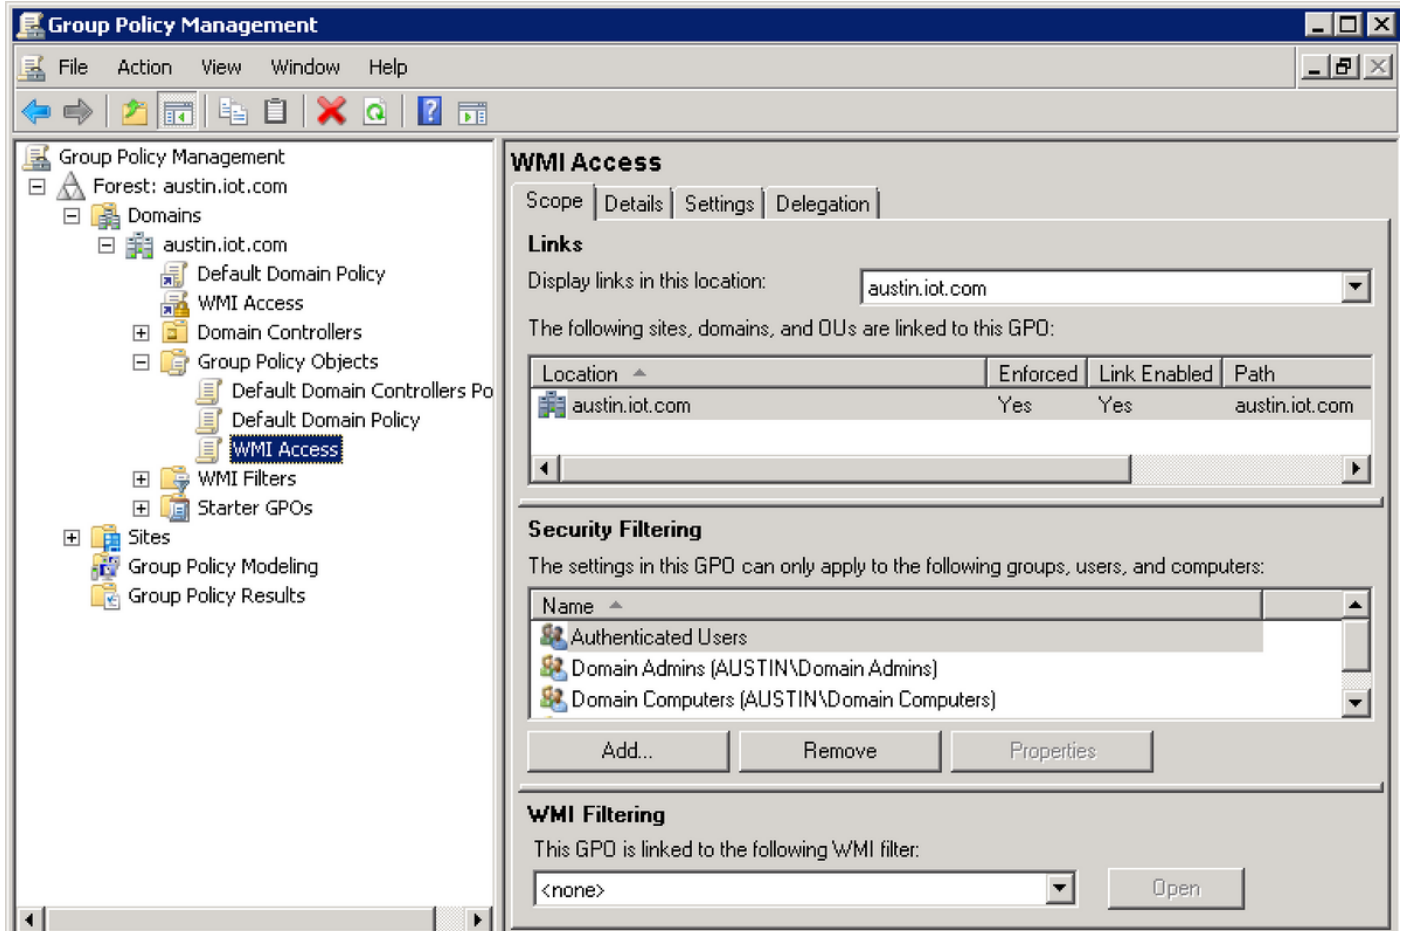 Group Policy Management
File Action View Window Help
Group Policy Management
Forest: austin.iot.com
Domains
austin.iot.com
Default Domain Policy
WMI Access
Domain Controllers
Group Policy Objects
Default Domain Controllers Po
Default Domain Policy
WMI Access
WMI Filters
Starter GPOs
Sites
Group Policy Modeling
Group Policy Results
WMI Access
Scope Details Settings Delegation
Links
Display links in this location: austin.iot.com
The following sites, domains, and OUs are linked to this GPO:
Location Enforced Link Enabled Path
austin.iot.com Yes Yes austin.iot.com
Security Filtering
The settings in this GPO can only apply to the following groups, users, and computers:
Name
Authenticated Users
Domain Admins (AUSTIN\Domain Admins)
Domain Computers (AUSTIN\Domain Computers)
Add... Remove Properties
WMI Filtering
This GPO is linked to the following WMI filter:
<none> Open